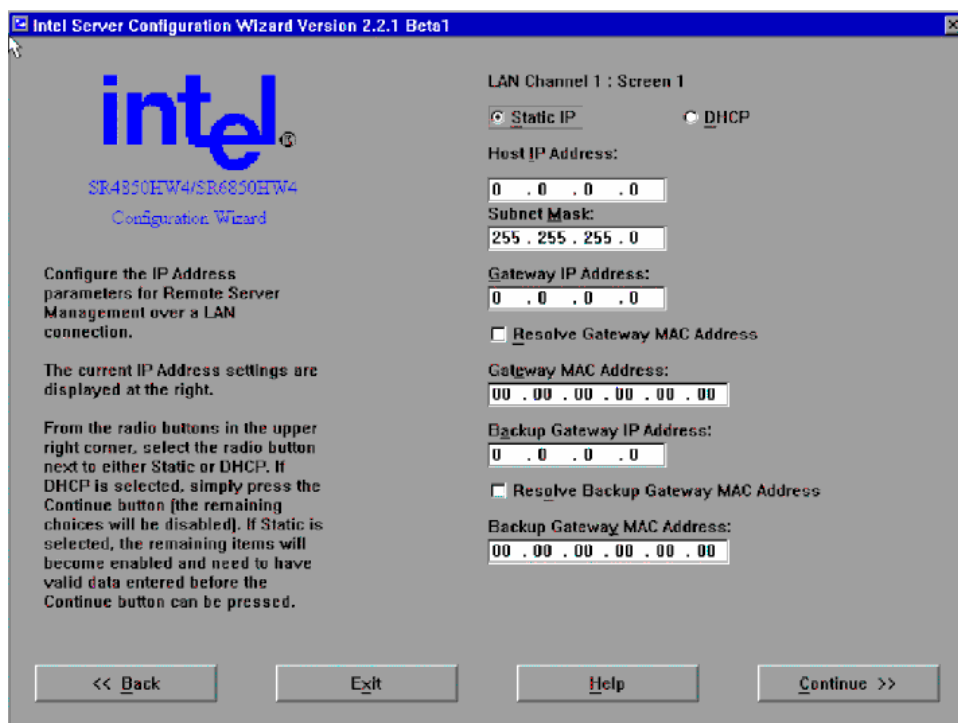 Intel Server Configuration Wizard Version 2.2.1 Beta1
intel®
SR4850HW4/SR6850HW4
Configuration Wizard
Configure the IP Address
parameters for Remote Server
Management over a LAN
connection.
The current IP Address settings are
displayed at the right.
From the radio buttons in the upper
right corner, select the radio button
next to either Static or DHCP. If
DHCP is selected, simply press the
Continue button (the remaining
choices will be disabled). If Static is
selected, the remaining items will
become enabled and need to have
valid data entered before the
Continue button can be pressed.
LAN Channel 1 : Screen 1
Static IP
DHCP
Host IP Address:
0 . 0 . 0 . 0
Subnet Mask:
255 . 255 . 255 . 0
Gateway IP Address:
0 . 0 . 0 . 0
Resolve Gateway MAC Address
Gateway MAC Address:
00 . 00 . 00 . 00 . 00 . 00
Backup Gateway IP Address:
0 . 0 . 0 . 0
Resolve Backup Gateway MAC Address
Backup Gateway MAC Address:
00 . 00 . 00 . 00 . 00 . 00
<< Back
Exit
Help
Continue >>